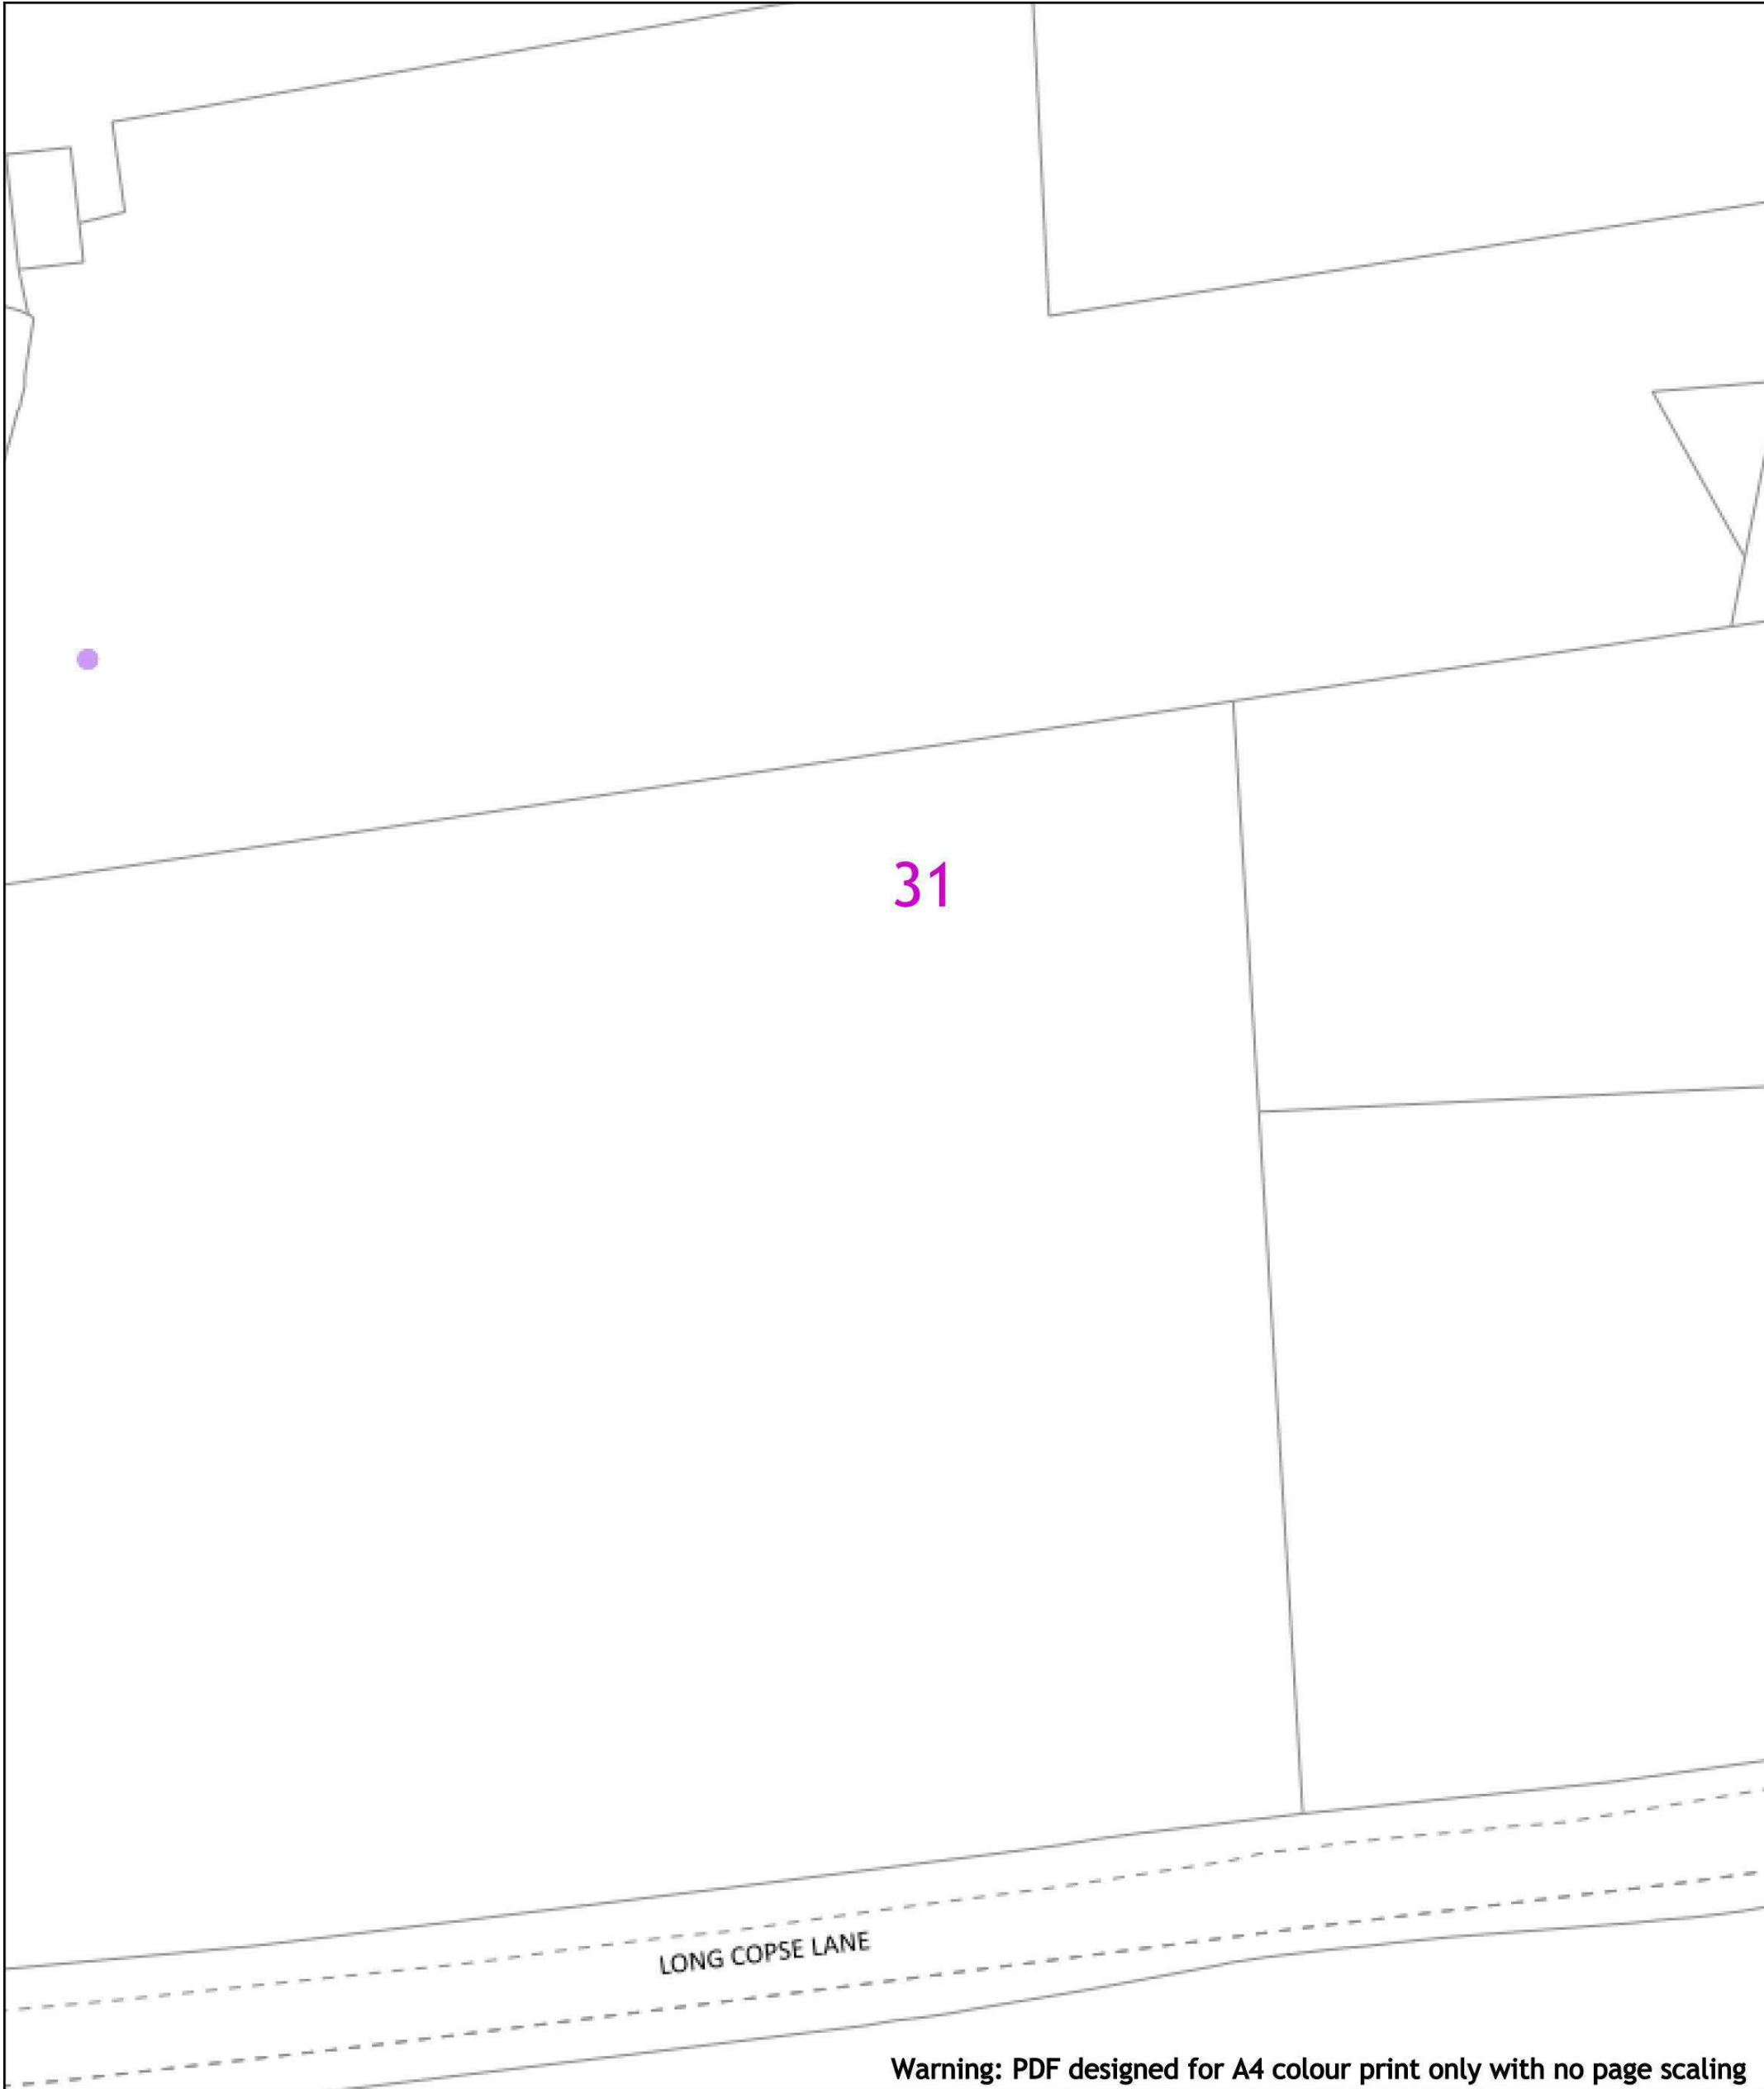 31
LONG COPSE LANE
Warning: PDF designed for A4 colour print only with no page scaling